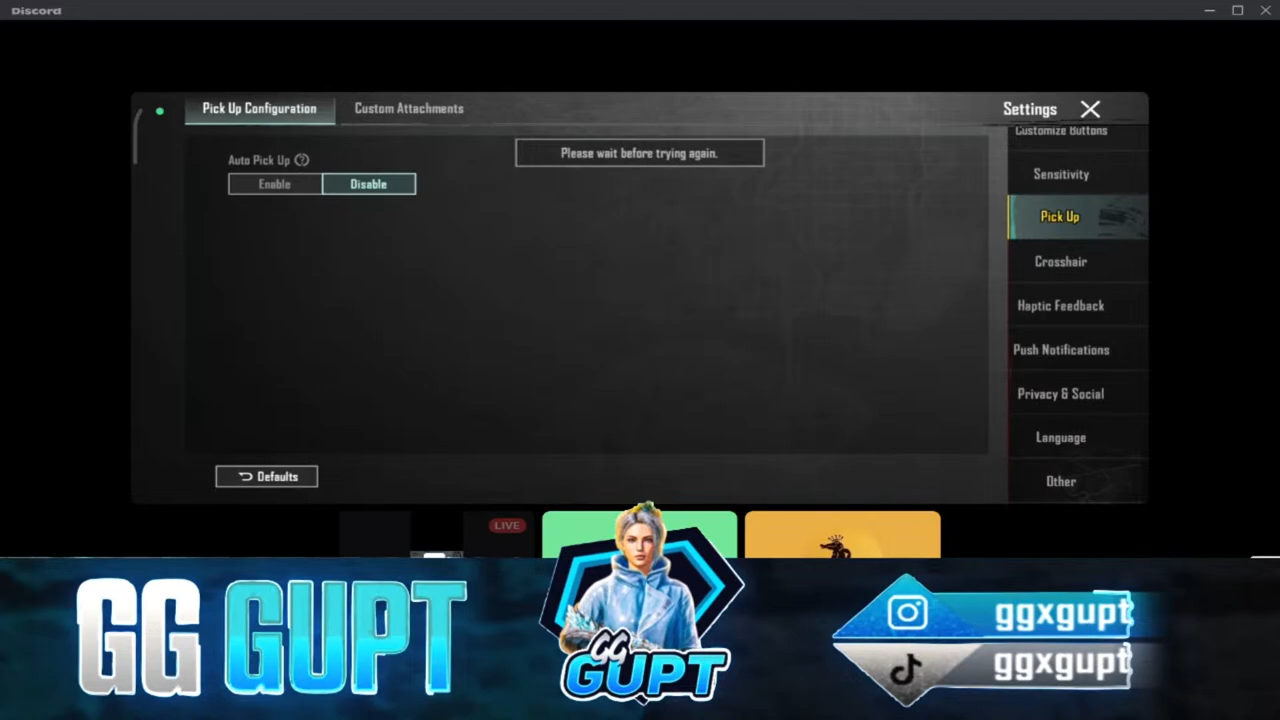 Discord
Pick Up Configuration
Custom Attachments
Settings
Customize Buttons
Please wait before trying again.
Auto Pick Up
Enable
Disable
Sensitivity
Pick Up
Crosshair
Haptic Feedback
Push Notifications
Privacy & Social
Language
Other
Defaults
LIVE
GG GUPT
GG
GUPT
ggxgupt
ggxgupt